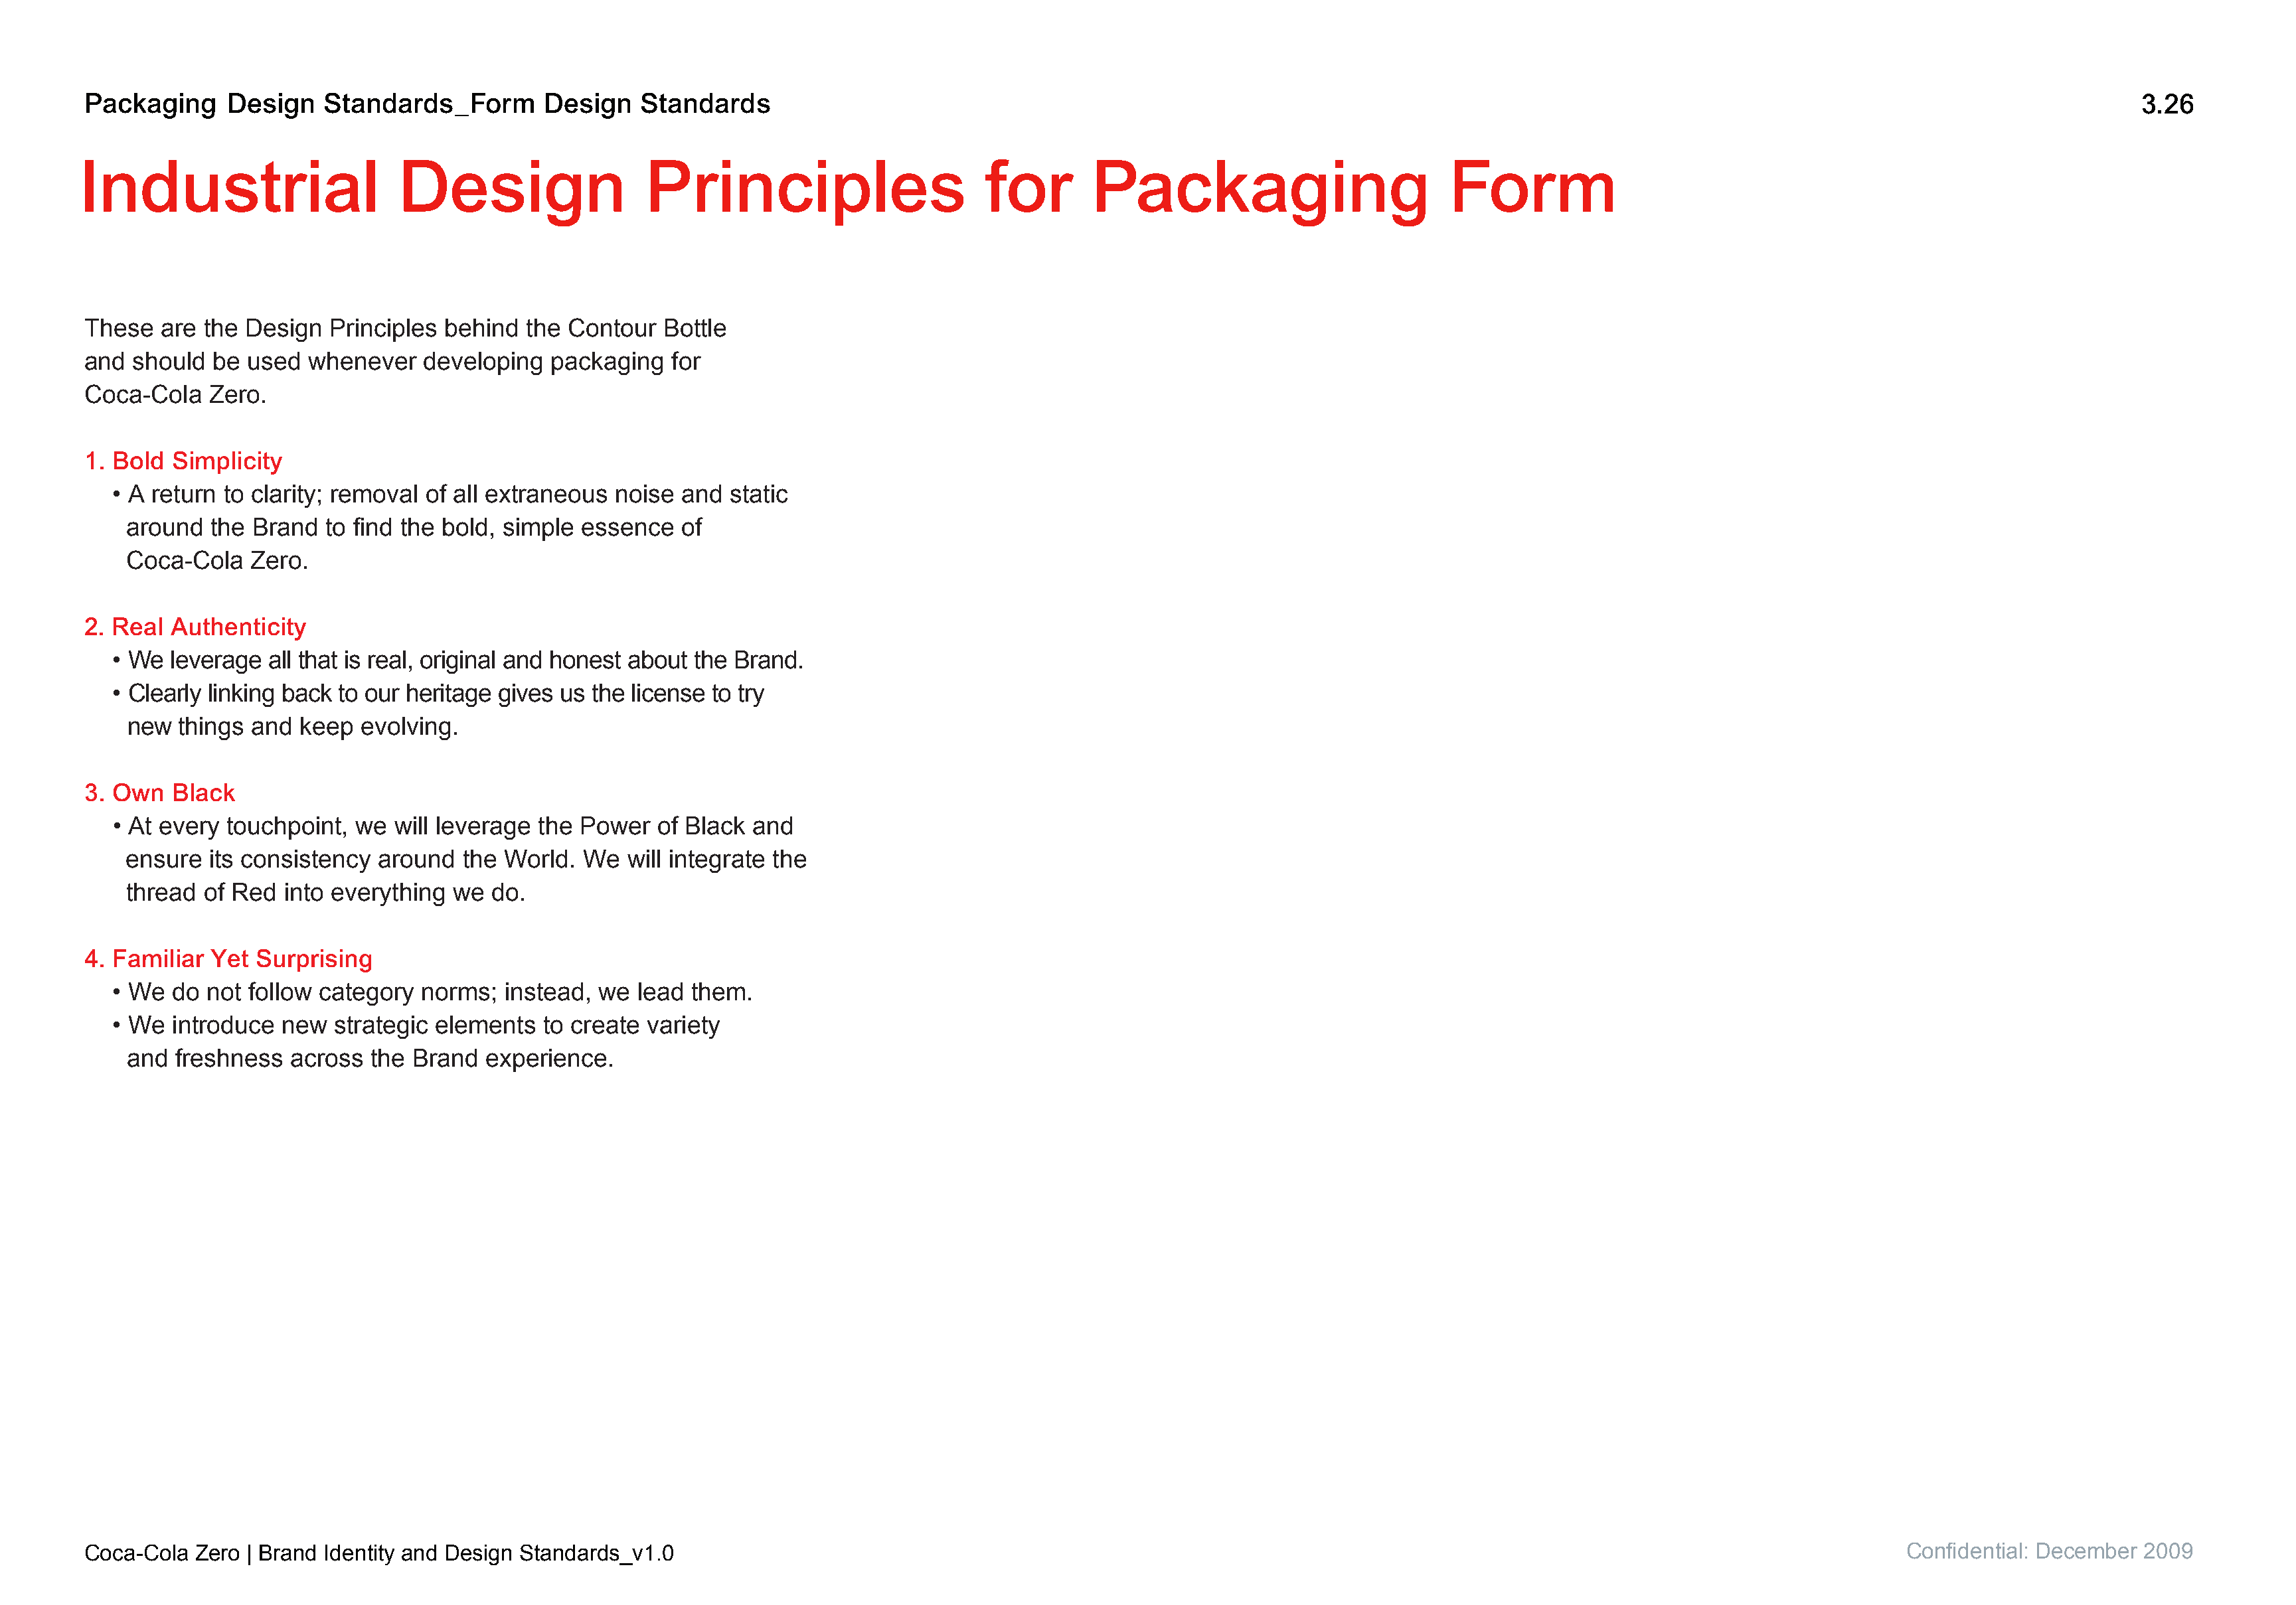 Packaging Design Standards_Form Design Standards
3.26
Industrial Design Principles for Packaging Form
These are the Design Principles behind the Contour Bottle
and should be used whenever developing packaging for
Coca-Cola Zero.
1. Bold Simplicity
• A return to clarity; removal of all extraneous noise and static
around the Brand to find the bold, simple essence of
Coca-Cola Zero.
2. Real Authenticity
• We leverage all that is real, original and honest about the Brand.
• Clearly linking back to our heritage gives us the license to try
new things and keep evolving.
3. Own Black
• At every touchpoint, we will leverage the Power of Black and
ensure its consistency around the World. We will integrate the
thread of Red into everything we do.
4. Familiar Yet Surprising
• We do not follow category norms; instead, we lead them.
• We introduce new strategic elements to create variety
and freshness across the Brand experience.
Coca-Cola Zero | Brand Identity and Design Standards_v1.0
Confidential: December 2009